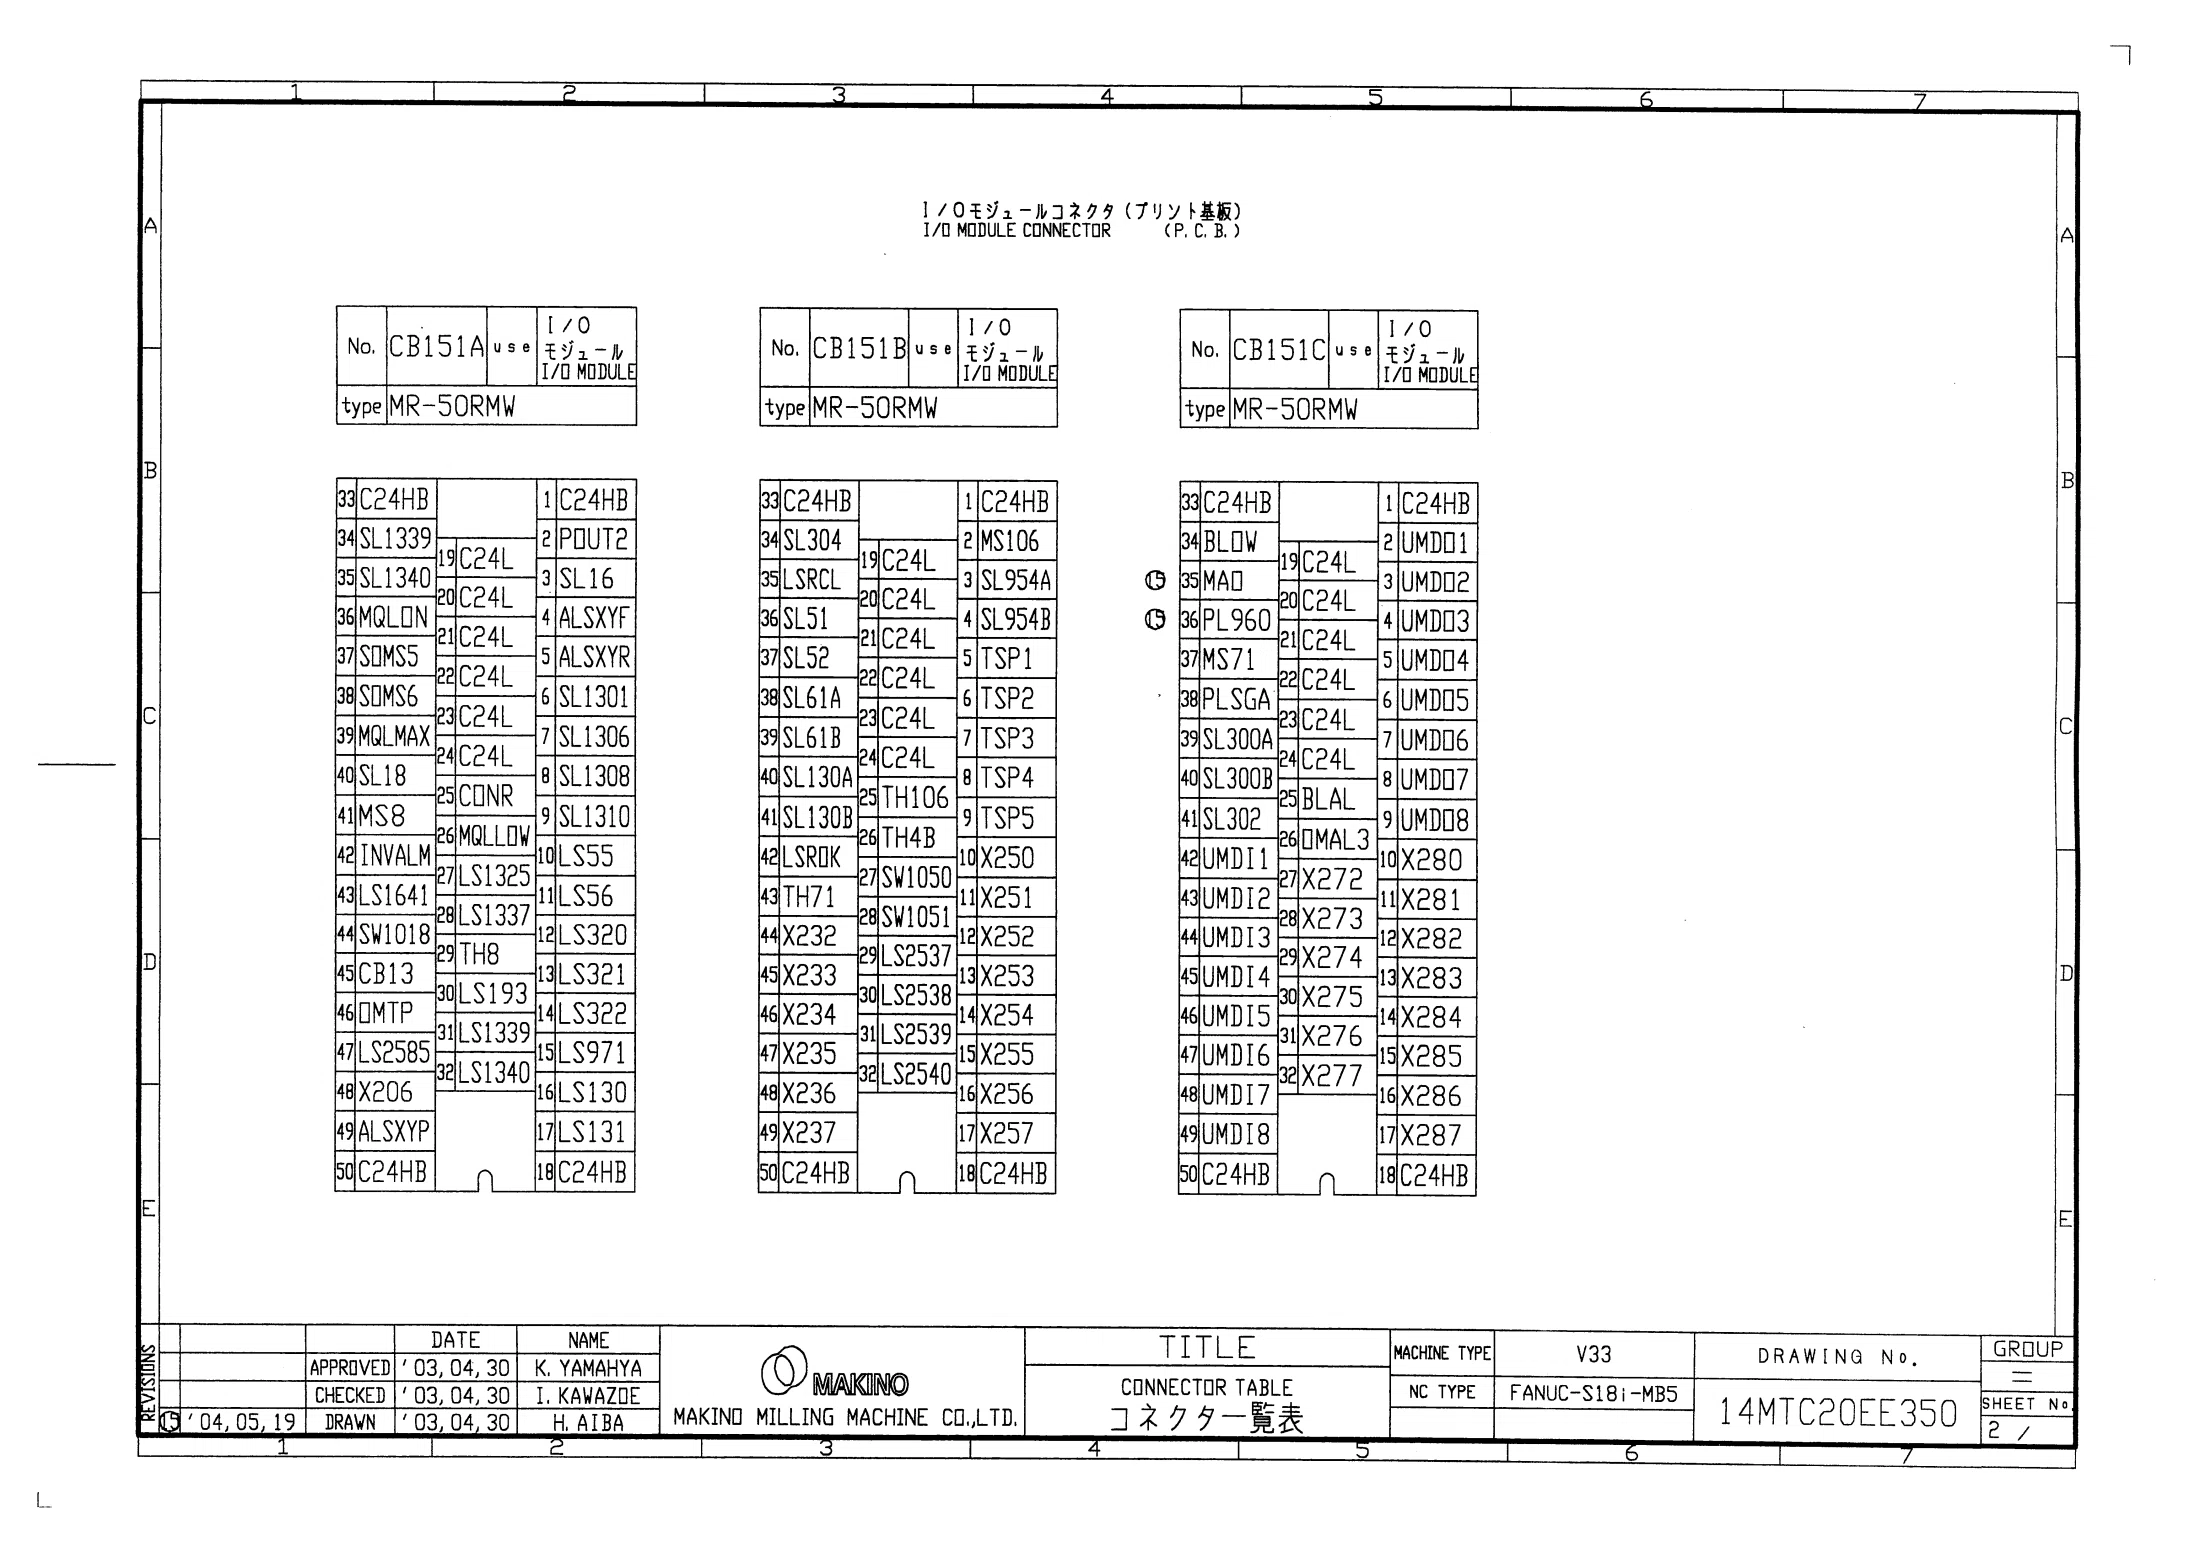 1 2 3 4 5 6 7
A A
B B
C C
D D
E E
I/Oモジュールコネクタ(プリント基板)
I/O MODULE CONNECTOR (P.C.B.)
No. CB151A use I/O
モジュール
I/O MODULE
type MR-50RMW
33 C24HB 1 C24HB
34 SL1339 2 POUT2
19 C24L
35 SL1340 3 SL16
20 C24L
36 MQLON 4 ALSXYF
21 C24L
37 SOMS5 5 ALSXYR
22 C24L
38 SOMS6 6 SL1301
23 C24L
39 MQLMAX 7 SL1306
24 C24L
40 SL18 8 SL1308
25 CONR
41 MS8 9 SL1310
26 MQLLOW
42 INVALM 10 LS55
27 LS1325
43 LS1641 11 LS56
28 LS1337
44 SW1018 12 LS320
29 TH8
45 CB13 13 LS321
30 LS193
46 OMTP 14 LS322
31 LS1339
47 LS2585 15 LS971
32 LS1340
48 X206 16 LS130
49 ALSXYP 17 LS131
50 C24HB 18 C24HB
No. CB151B use I/O
モジュール
I/O MODULE
type MR-50RMW
33 C24HB 1 C24HB
34 SL304 2 MS106
19 C24L
35 LSRCL 3 SL954A
20 C24L
36 SL51 4 SL954B
21 C24L
37 SL52 5 TSP1
22 C24L
38 SL61A 6 TSP2
23 C24L
39 SL61B 7 TSP3
24 C24L
40 SL130A 8 TSP4
25 TH106
41 SL130B 9 TSP5
26 TH4B
42 LSROK 10 X250
27 SW1050
43 TH71 11 X251
28 SW1051
44 X232 12 X252
29 LS2537
45 X233 13 X253
30 LS2538
46 X234 14 X254
31 LS2539
47 X235 15 X255
32 LS2540
48 X236 16 X256
49 X237 17 X257
50 C24HB 18 C24HB
No. CB151C use I/O
モジュール
I/O MODULE
type MR-50RMW
33 C24HB 1 C24HB
34 BLOW 2 UMDO1
19 C24L
15 35 MAO 3 UMDO2
20 C24L
15 36 PL960 4 UMDO3
21 C24L
37 MS71 5 UMDO4
22 C24L
38 PLSGA 6 UMDO5
23 C24L
39 SL300A 7 UMDO6
24 C24L
40 SL300B 8 UMDO7
25 BLAL
41 SL302 9 UMDO8
26 OMAL3
42 UMDI1 10 X280
27 X272
43 UMDI2 11 X281
28 X273
44 UMDI3 12 X282
29 X274
45 UMDI4 13 X283
30 X275
46 UMDI5 14 X284
31 X276
47 UMDI6 15 X285
32 X277
48 UMDI7 16 X286
49 UMDI8 17 X287
50 C24HB 18 C24HB
REVISIONS
15 '04,05,19
DATE NAME
APPROVED '03,04,30 K. YAMAHYA
CHECKED '03,04,30 I. KAWAZOE
DRAWN '03,04,30 H. AIBA
MAKINO
MAKINO MILLING MACHINE CO.,LTD.
TITLE
CONNECTOR TABLE
コネクタ一覧表
MACHINE TYPE V33
NC TYPE FANUC-S18i-MB5
DRAWING No.
14MTC20EE350
GROUP
=
SHEET No.
2 /
1 2 3 4 5 6 7